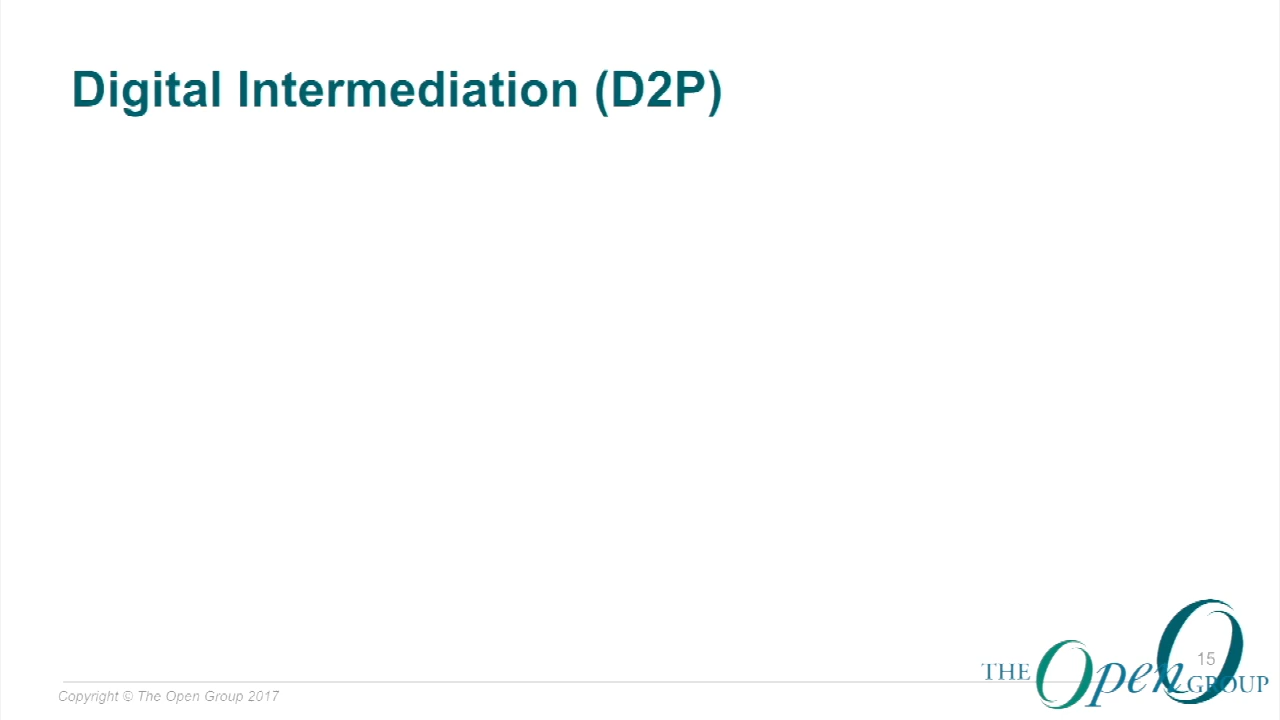 Digital Intermediation (D2P)
15
THE Open GROUP
Copyright © The Open Group 2017